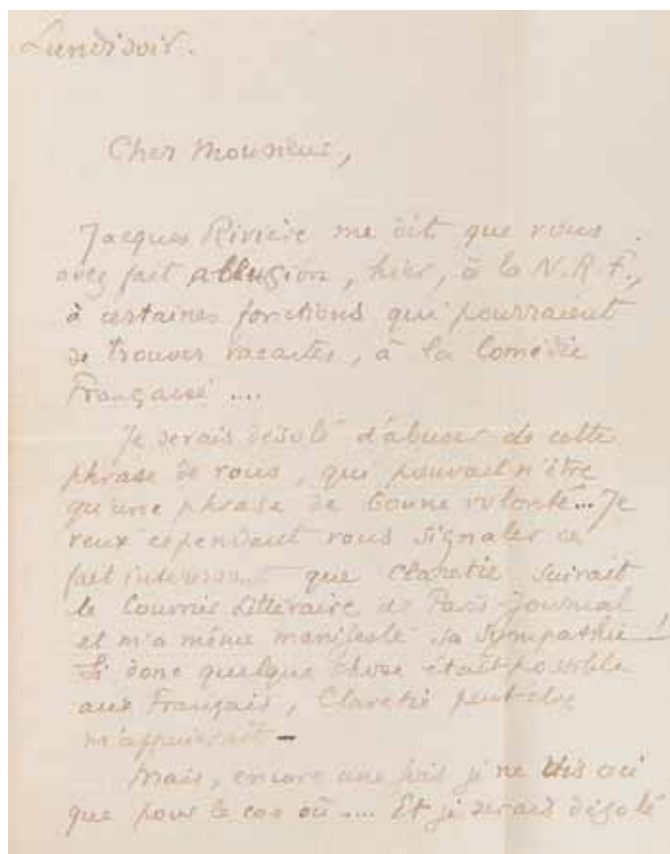 Lundi soir.
Cher Monsieur,
Jacques Rivière me dit que vous
avez fait allusion, hier, à la N.R.F.,
à certaines fonctions qui pourraient
se trouver vacantes, à la Comédie
Française ....
Je serais désolé d'abuser de cette
phrase de vous, qui pouvait n'être
qu'une phrase de bonne volonté... Je
veux cependant vous signaler ce
fait intéressant que Claretie suivait
le Courrier Littéraire de Paris-Journal
et m'a même manifesté sa sympathie !
Si donc quelque chose était possible
aux Français, Claretie peut-être
m'appuierait –
Mais, encore une fois je ne dis ceci
que pour le cas où .... Et je serais désolé